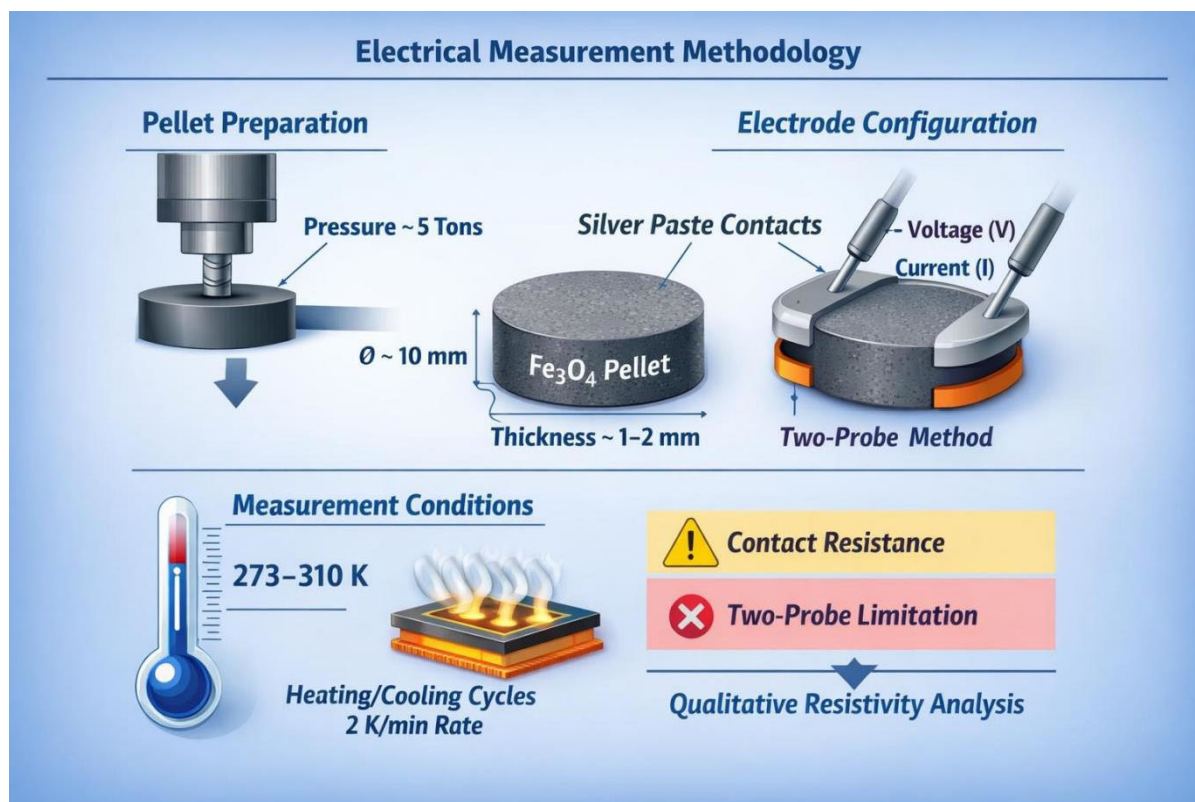 Electrical Measurement Methodology
Pellet Preparation
Pressure ~ 5 Tons
Ø ~ 10 mm
Fe₃O₄ Pellet
Thickness ~ 1–2 mm
Electrode Configuration
Silver Paste Contacts
Voltage (V)
Current (I)
Two-Probe Method
Measurement Conditions
273–310 K
Heating/Cooling Cycles
2 K/min Rate
Contact Resistance
Two-Probe Limitation
Qualitative Resistivity Analysis